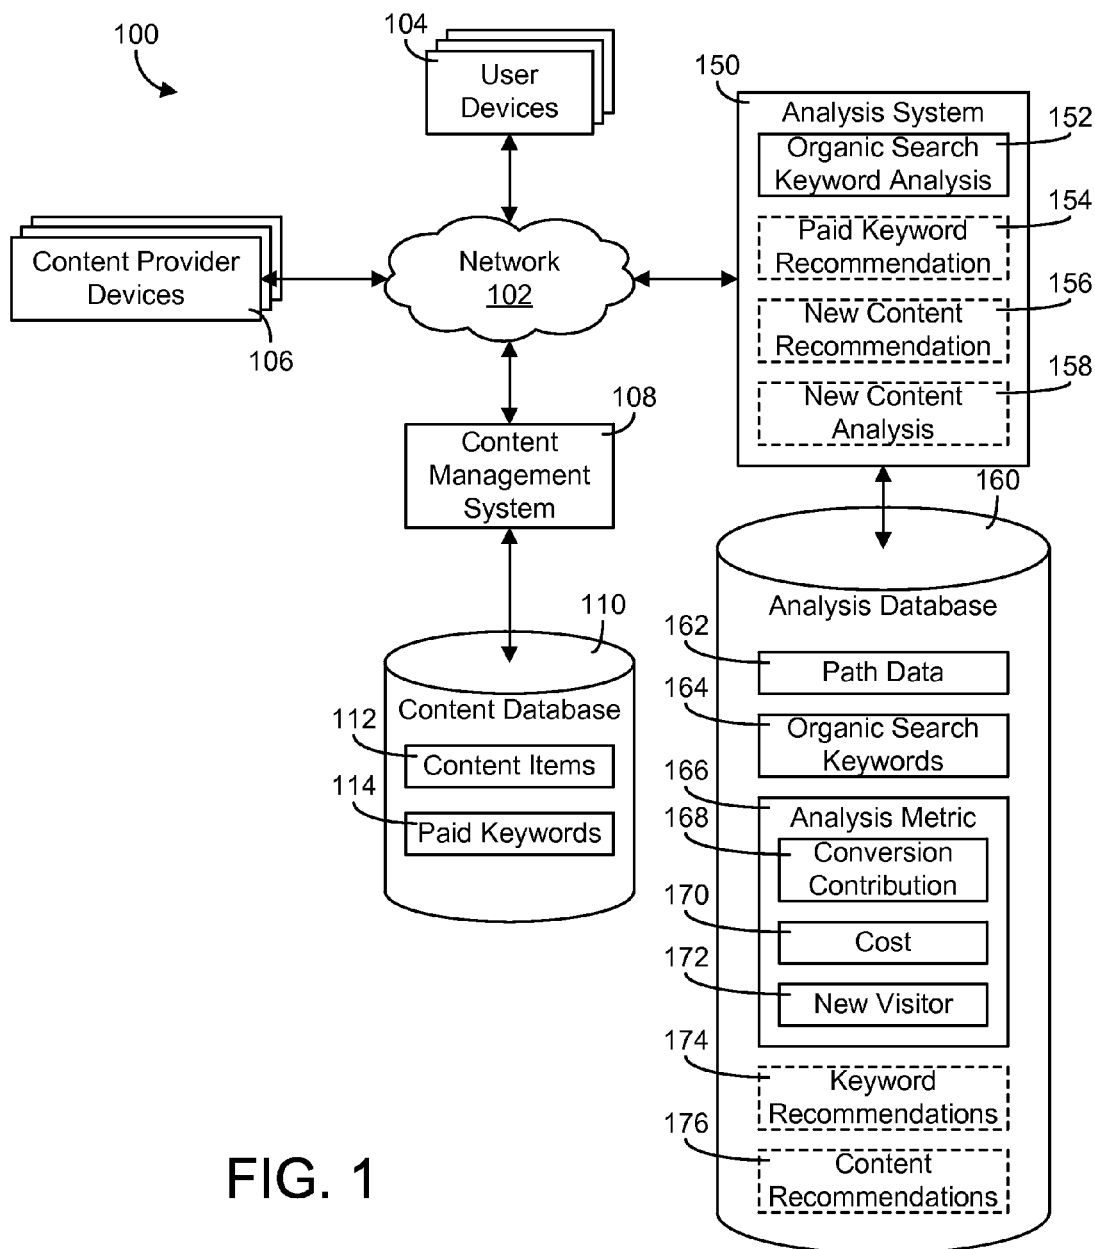 100
104
User
Devices
150
Analysis System
152
Organic Search
Keyword Analysis
154
Paid Keyword
Recommendation
156
New Content
Recommendation
158
New Content
Analysis
Content Provider
Devices
106
Network
102
108
Content
Management
System
160
Analysis Database
162
Path Data
164
Organic Search
Keywords
166
Analysis Metric
168
Conversion
Contribution
170
Cost
172
New Visitor
174
Keyword
Recommendations
176
Content
Recommendations
110
Content Database
112
Content Items
114
Paid Keywords
FIG. 1